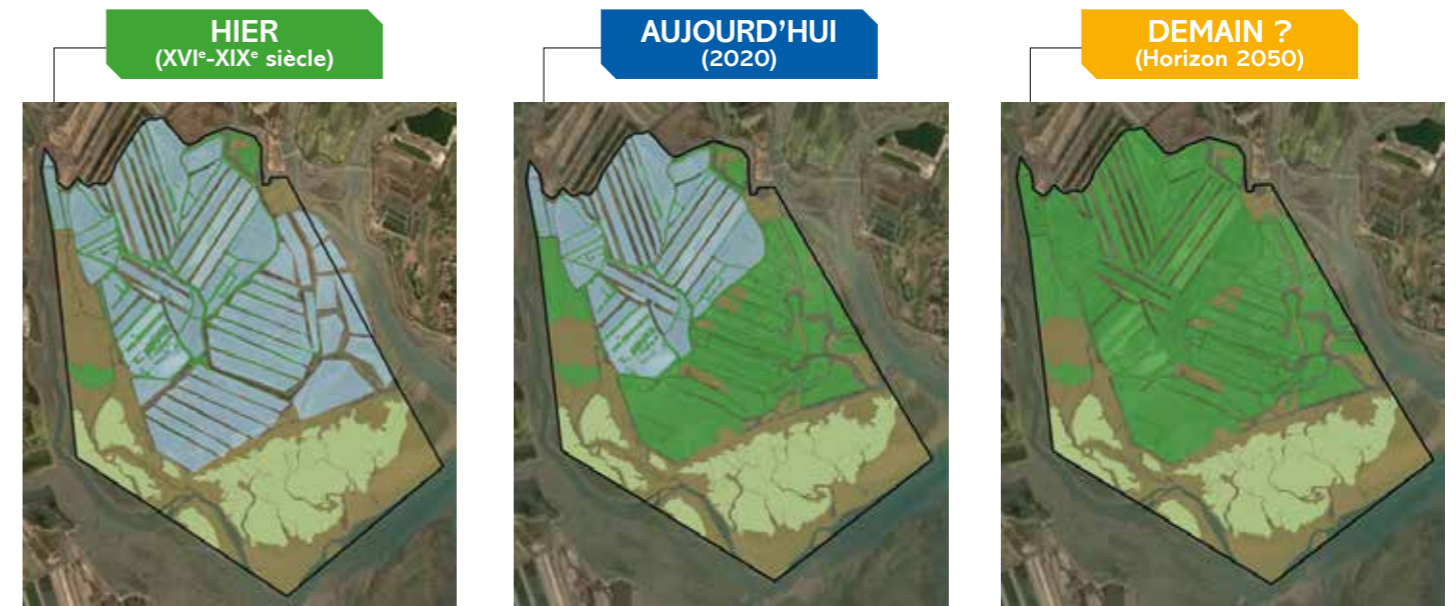 HIER
(XVIᵉ-XIXᵉ siècle)
AUJOURD'HUI
(2020)
DEMAIN ?
(Horizon 2050)